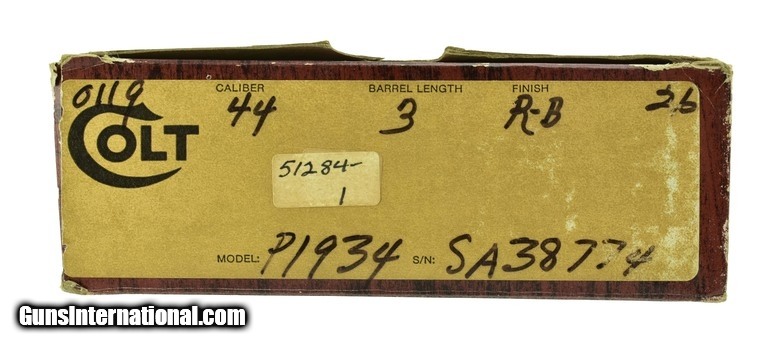 0119 CALIBER BARREL LENGTH FINISH
44 3 R-B 26
COLT
51284-
1
MODEL: P1934 S/N: SA38774
GunsInternational.com